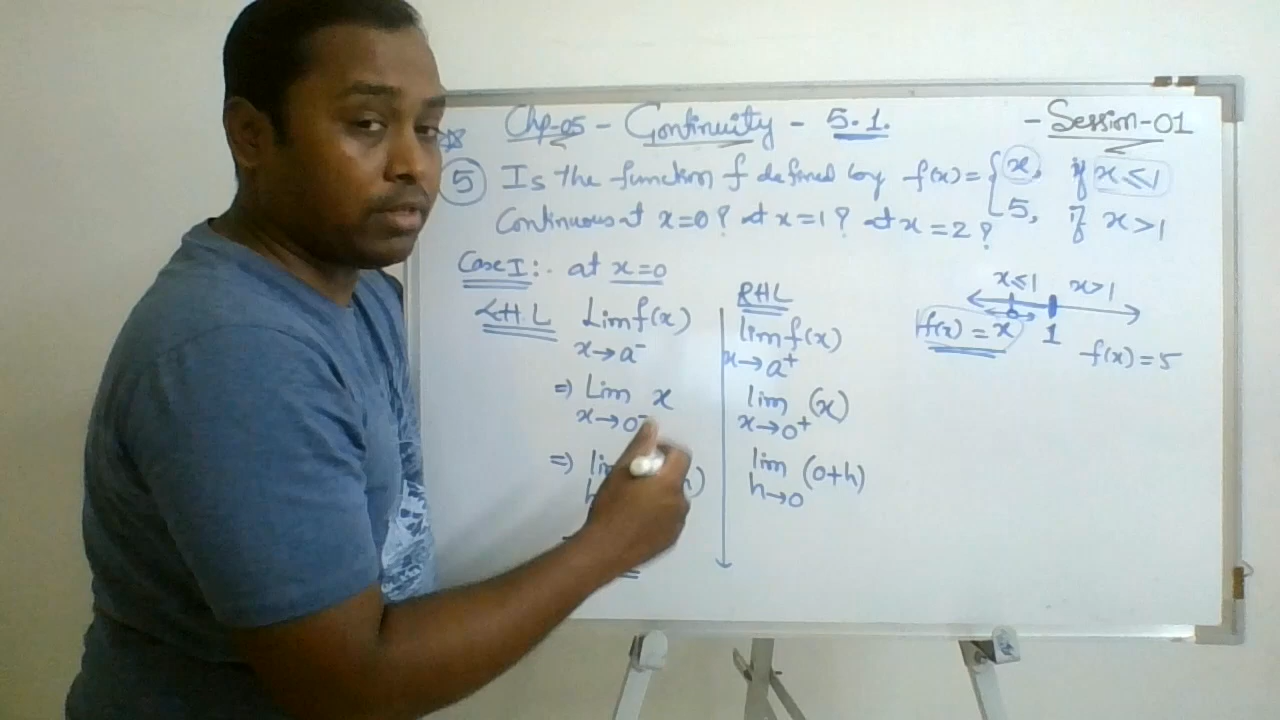 Chp-05 - Continuity - 5.1. - Session-01
5 Is the function f defined by f(x) = { x, if x ≤ 1
5, if x > 1
Continuous at x=0? at x=1? at x=2?
Case I:- at x=0
LHL Lim f(x)
x→a⁻
⇒ Lim x
x→0⁻
⇒
RHL
lim f(x)
x→a⁺
lim (x)
x→0⁺
lim (0+h)
h→0
x≤1 x>1
f(x) = x 1
f(x) = 5